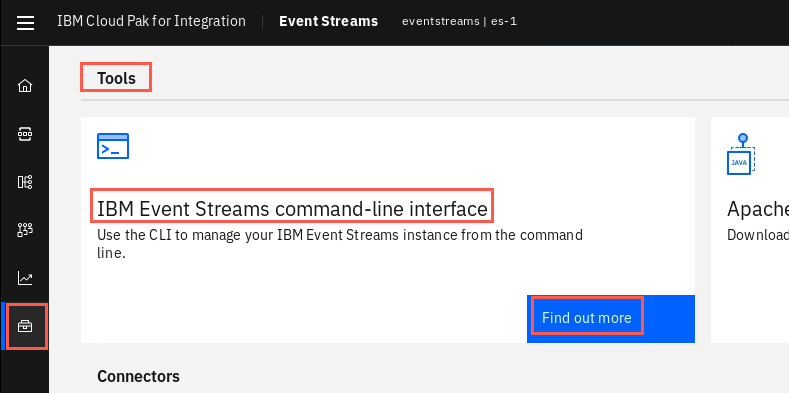 IBM Cloud Pak for Integration | Event Streams eventstreams | es-1
Tools
IBM Event Streams command-line interface
Use the CLI to manage your IBM Event Streams instance from the command
line.
Find out more
JAVA
Apache
Download
Connectors